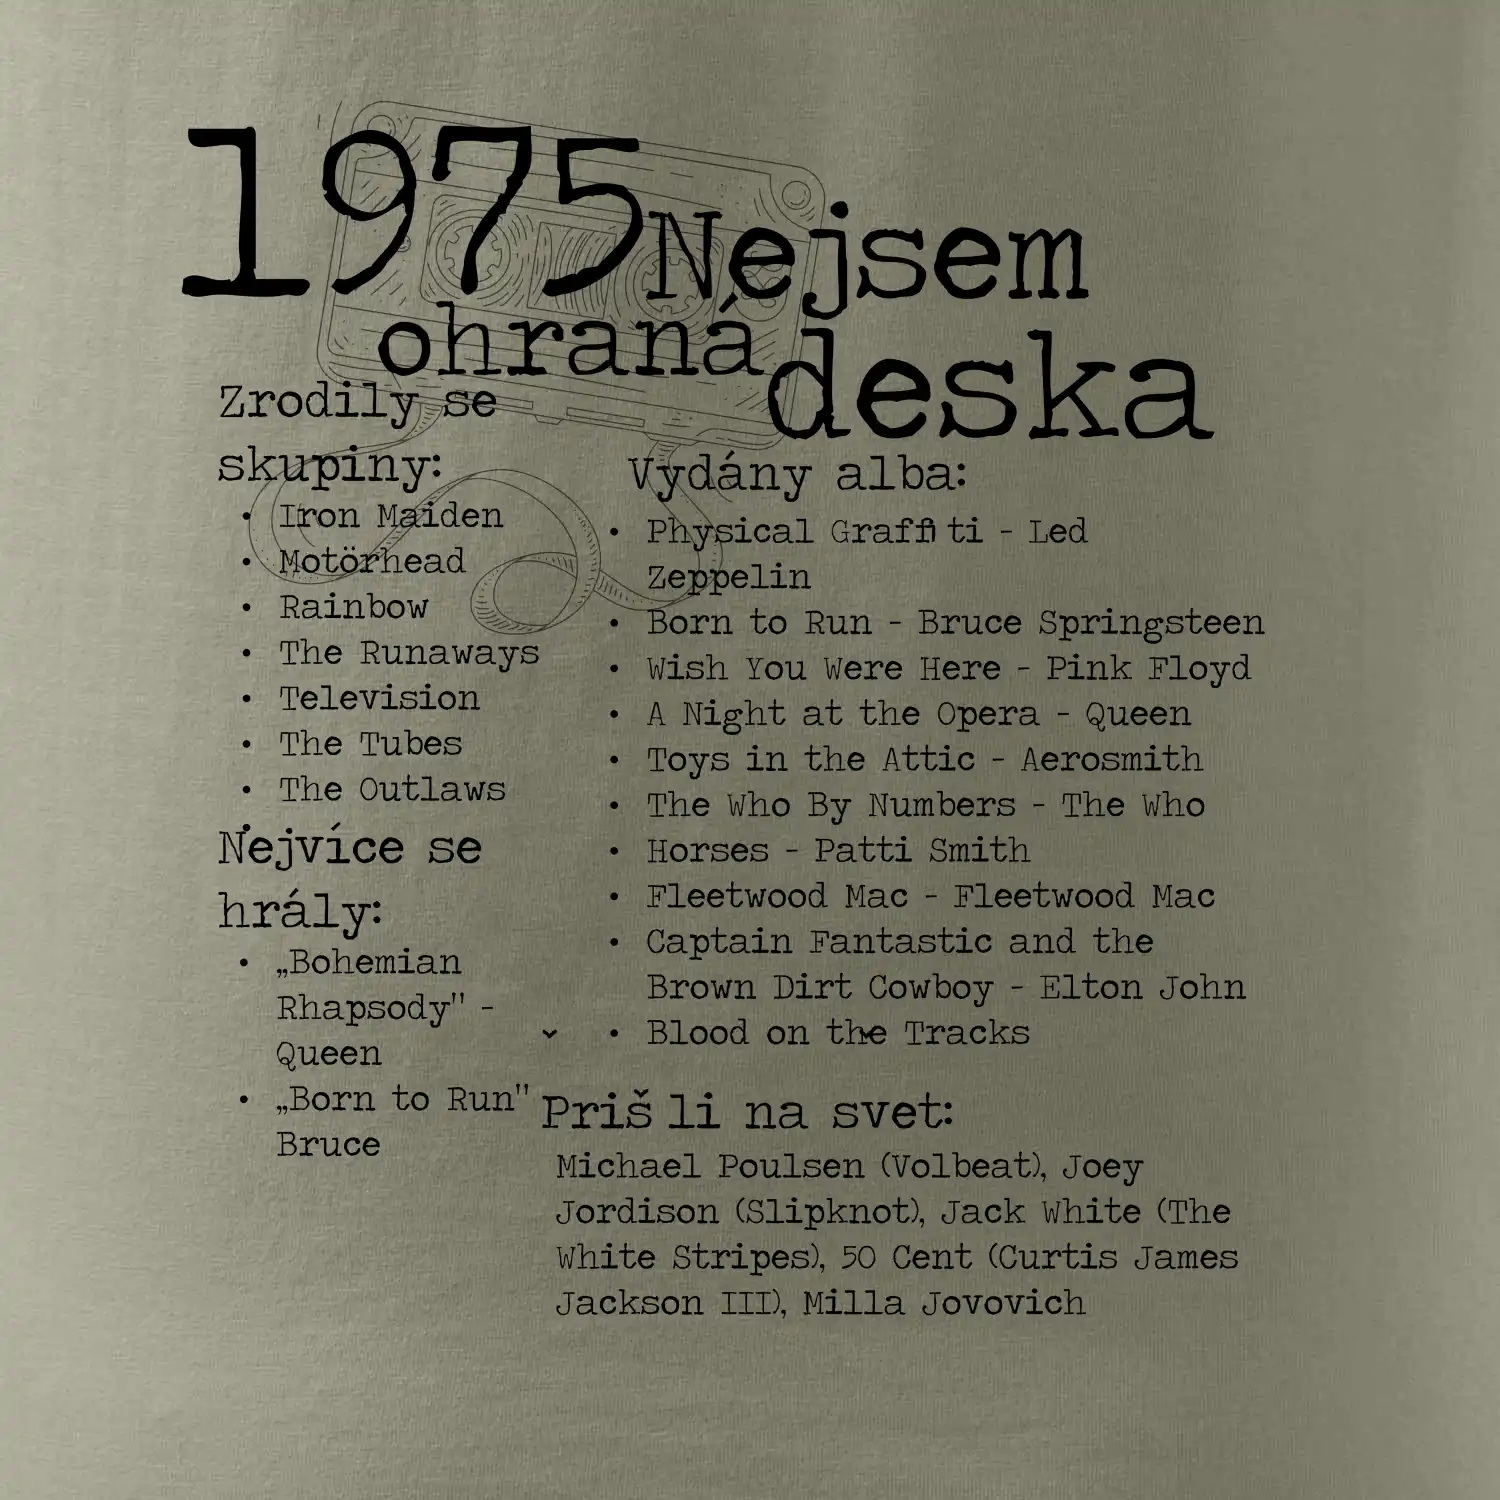 1975 Nejsem
ohraná deska
Zrodily se
skupiny:
• Iron Maiden
• Motörhead
• Rainbow
• The Runaways
• Television
• The Tubes
• The Outlaws
Nejvíce se
hrály:
• „Bohemian
Rhapsody" -
Queen
• „Born to Run"
Bruce
Vydány alba:
• Physical Graffiti - Led
Zeppelin
• Born to Run - Bruce Springsteen
• Wish You Were Here - Pink Floyd
• A Night at the Opera - Queen
• Toys in the Attic - Aerosmith
• The Who By Numbers - The Who
• Horses - Patti Smith
• Fleetwood Mac - Fleetwood Mac
• Captain Fantastic and the
Brown Dirt Cowboy - Elton John
• Blood on the Tracks
Prišli na svet:
Michael Poulsen (Volbeat), Joey
Jordison (Slipknot), Jack White (The
White Stripes), 50 Cent (Curtis James
Jackson III), Milla Jovovich